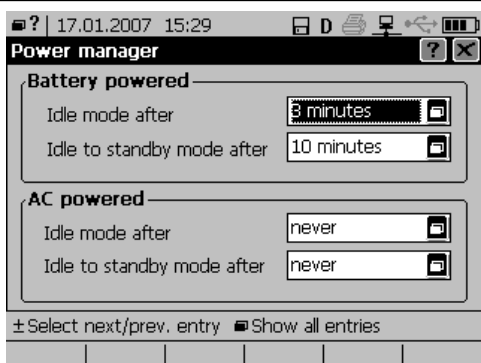 ? | 17.01.2007 15:29 D
Power manager ? X
Battery powered
Idle mode after 3 minutes
Idle to standby mode after 10 minutes
AC powered
Idle mode after never
Idle to standby mode after never
±Select next/prev. entry Show all entries